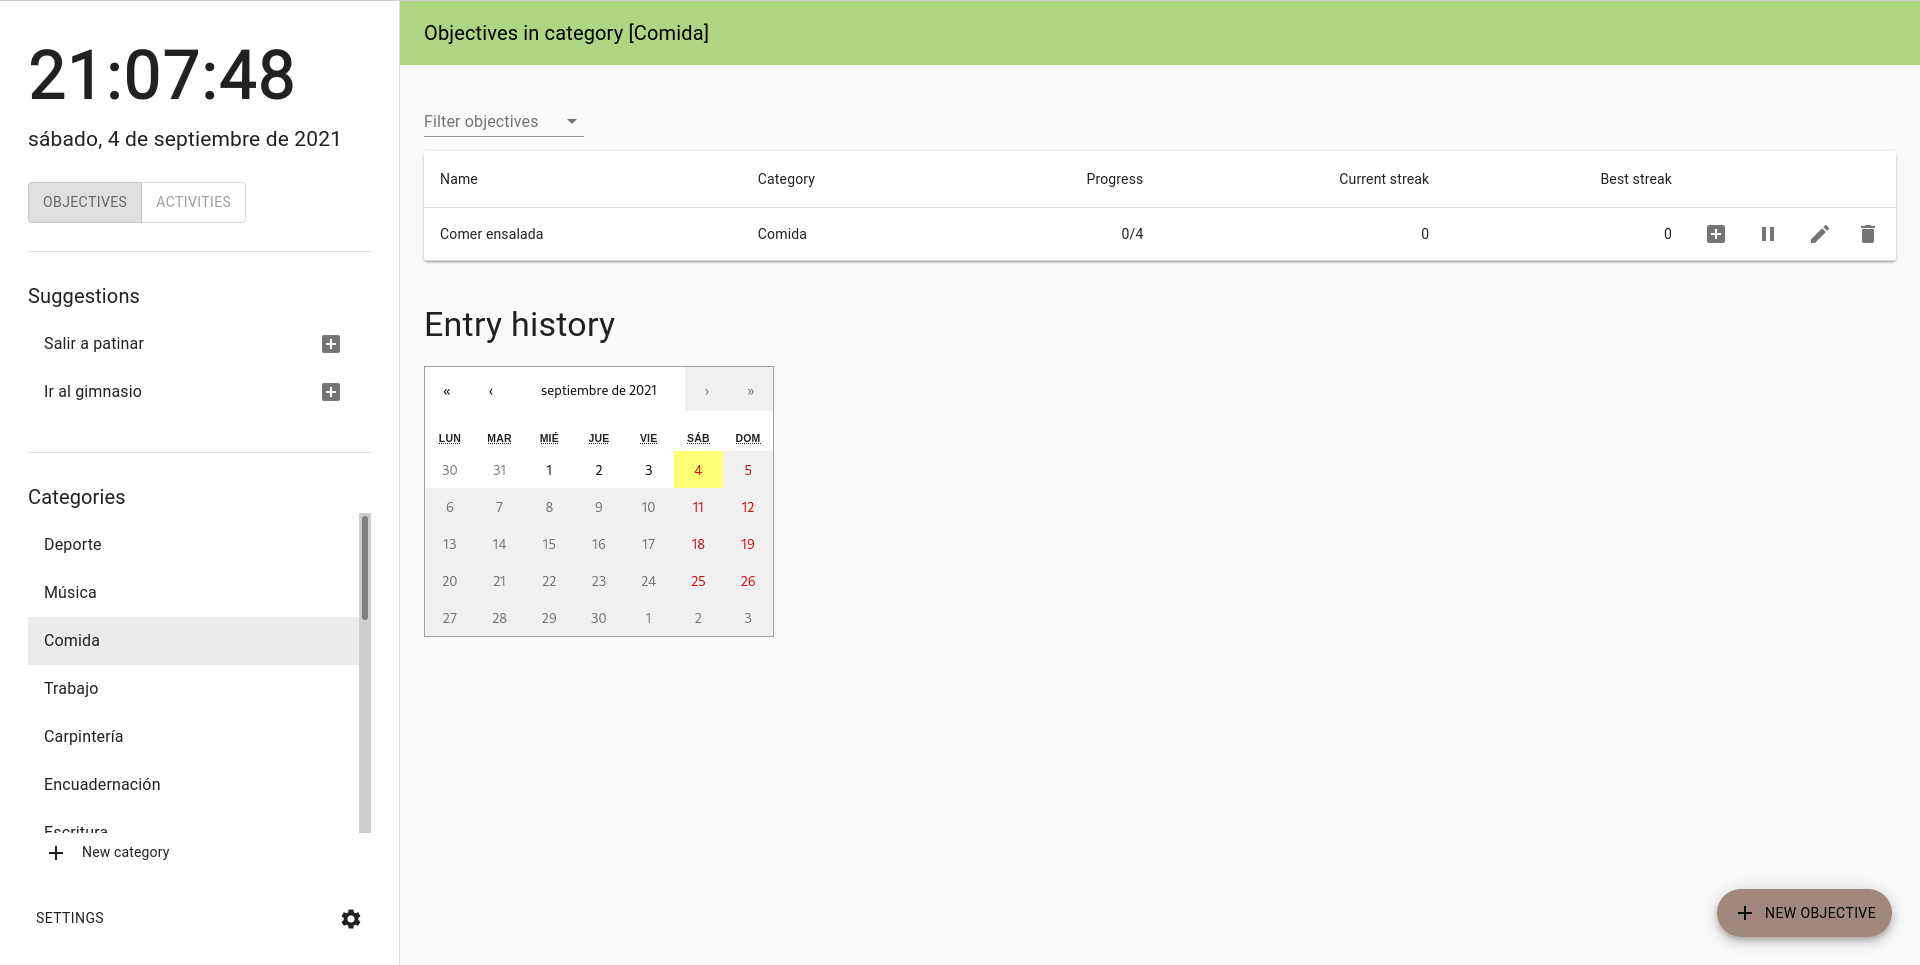 21:07:48
sábado, 4 de septiembre de 2021
OBJECTIVES ACTIVITIES
Suggestions
Salir a patinar
Ir al gimnasio
Categories
Deporte
Música
Comida
Trabajo
Carpintería
Encuadernación
Escritura
New category
SETTINGS
Objectives in category [Comida]
Filter objectives
Name Category Progress Current streak Best streak
Comer ensalada Comida 0/4 0 0
Entry history
« ‹ septiembre de 2021 › »
LUN MAR MIÉ JUE VIE SÁB DOM
30 31 1 2 3 4 5
6 7 8 9 10 11 12
13 14 15 16 17 18 19
20 21 22 23 24 25 26
27 28 29 30 1 2 3
NEW OBJECTIVE